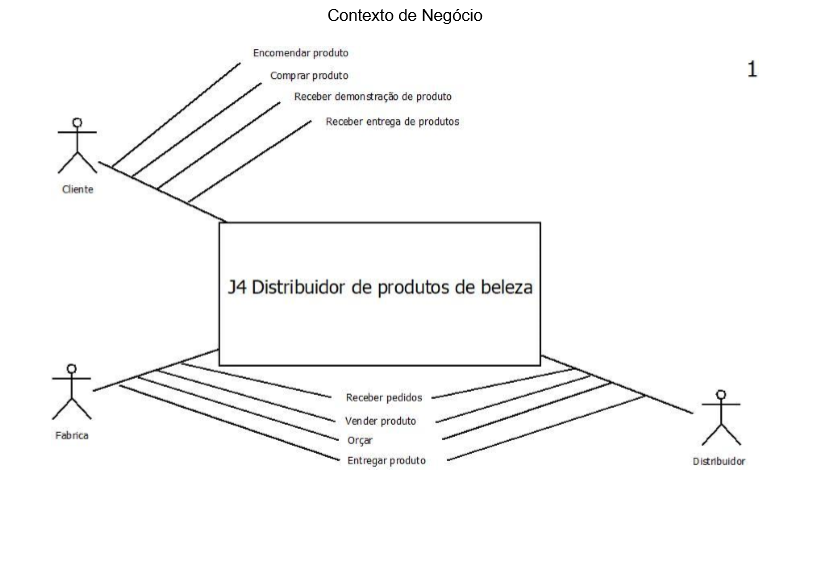 Contexto de Negócio
Encomendar produto
1
Comprar produto
Receber demonstração de produto
Receber entrega de produtos
Cliente
J4 Distribuidor de produtos de beleza
Receber pedidos
Vender produto
Fabrica
Orçar
Entregar produto
Distribuidor